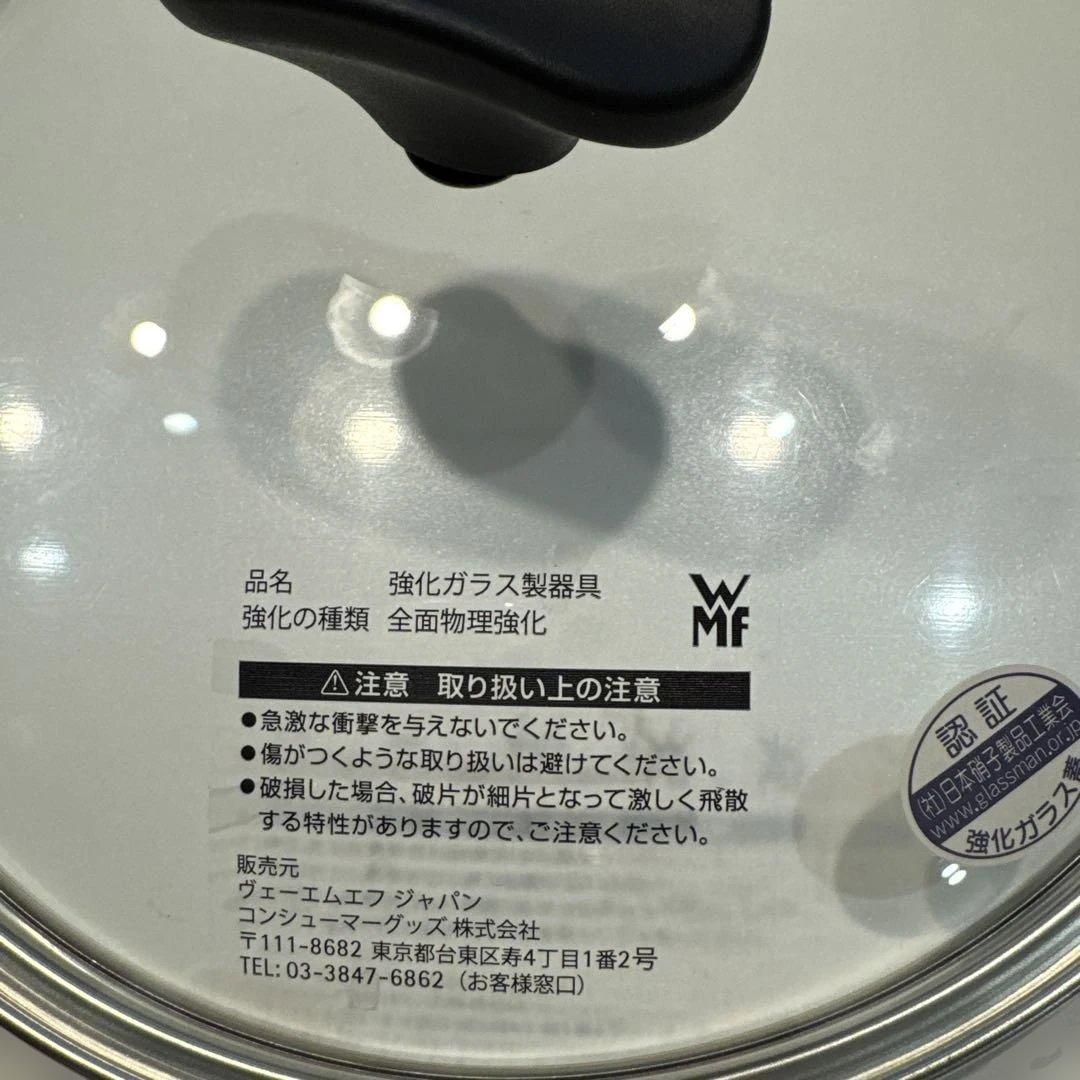 品名 強化ガラス製器具
強化の種類 全面物理強化
WMF
⚠注意 取り扱い上の注意
●急激な衝撃を与えないでください。
●傷がつくような取り扱いは避けてください。
●破損した場合、破片が細片となって激しく飛散
する特性がありますので、ご注意ください。
販売元
ヴェーエムエフ ジャパン
コンシューマーグッズ 株式会社
〒111-8682 東京都台東区寿4丁目1番2号
TEL: 03-3847-6862（お客様窓口）
認証
(社)日本硝子製品工業会
www.glassman.or.jp
強化ガラス蓋